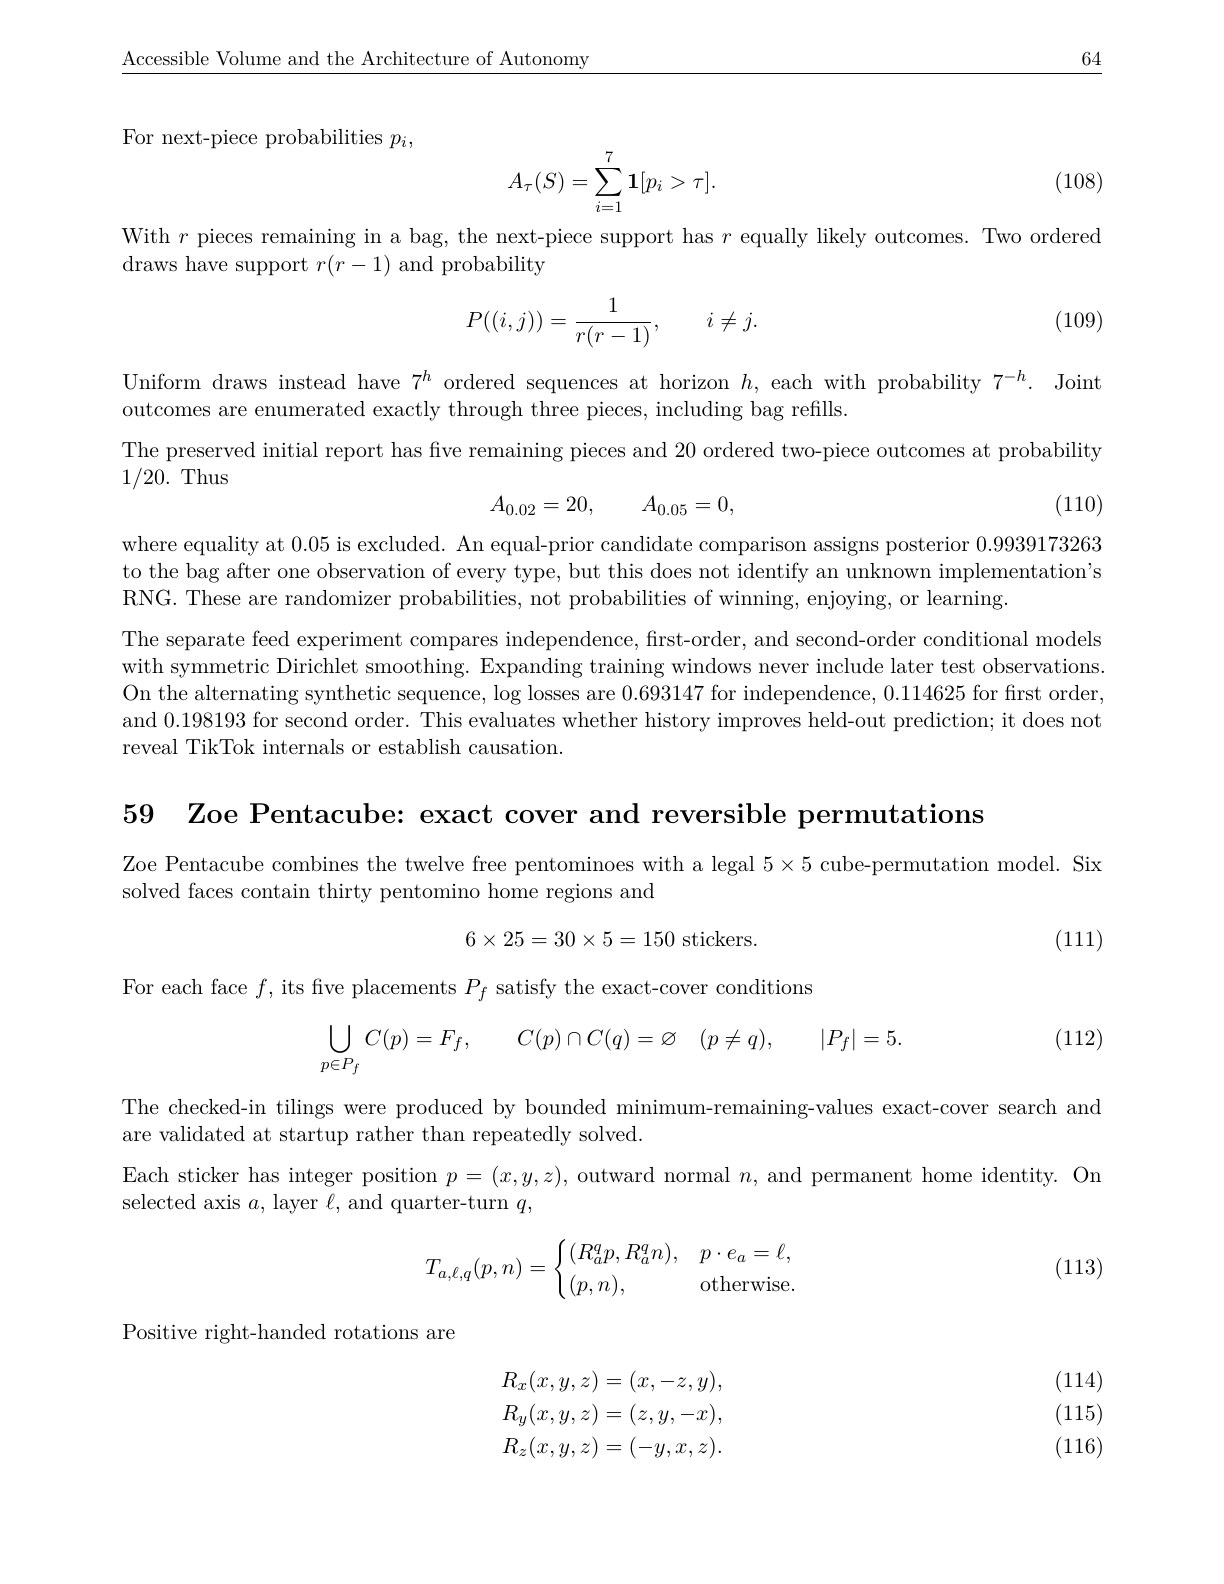 Accessible Volume and the Architecture of Autonomy 64
For next-piece probabilities pᵢ,
A_τ(S) = ∑_{i=1}^{7} 1[pᵢ > τ]. (108)
With r pieces remaining in a bag, the next-piece support has r equally likely outcomes. Two ordered
draws have support r(r − 1) and probability
P((i, j)) = 1/(r(r − 1)), i ≠ j. (109)
Uniform draws instead have 7^h ordered sequences at horizon h, each with probability 7^{−h}. Joint
outcomes are enumerated exactly through three pieces, including bag refills.
The preserved initial report has five remaining pieces and 20 ordered two-piece outcomes at probability
1/20. Thus
A_{0.02} = 20, A_{0.05} = 0, (110)
where equality at 0.05 is excluded. An equal-prior candidate comparison assigns posterior 0.9939173263
to the bag after one observation of every type, but this does not identify an unknown implementation's
RNG. These are randomizer probabilities, not probabilities of winning, enjoying, or learning.
The separate feed experiment compares independence, first-order, and second-order conditional models
with symmetric Dirichlet smoothing. Expanding training windows never include later test observations.
On the alternating synthetic sequence, log losses are 0.693147 for independence, 0.114625 for first order,
and 0.198193 for second order. This evaluates whether history improves held-out prediction; it does not
reveal TikTok internals or establish causation.
59 Zoe Pentacube: exact cover and reversible permutations
Zoe Pentacube combines the twelve free pentominoes with a legal 5 × 5 cube-permutation model. Six
solved faces contain thirty pentomino home regions and
6 × 25 = 30 × 5 = 150 stickers. (111)
For each face f, its five placements P_f satisfy the exact-cover conditions
⋃_{p∈P_f} C(p) = F_f, C(p) ∩ C(q) = ∅ (p ≠ q), |P_f| = 5. (112)
The checked-in tilings were produced by bounded minimum-remaining-values exact-cover search and
are validated at startup rather than repeatedly solved.
Each sticker has integer position p = (x, y, z), outward normal n, and permanent home identity. On
selected axis a, layer ℓ, and quarter-turn q,
T_{a,ℓ,q}(p, n) = { (R_a^q p, R_a^q n), p · e_a = ℓ,
(p, n), otherwise. (113)
Positive right-handed rotations are
R_x(x, y, z) = (x, −z, y), (114)
R_y(x, y, z) = (z, y, −x), (115)
R_z(x, y, z) = (−y, x, z). (116)